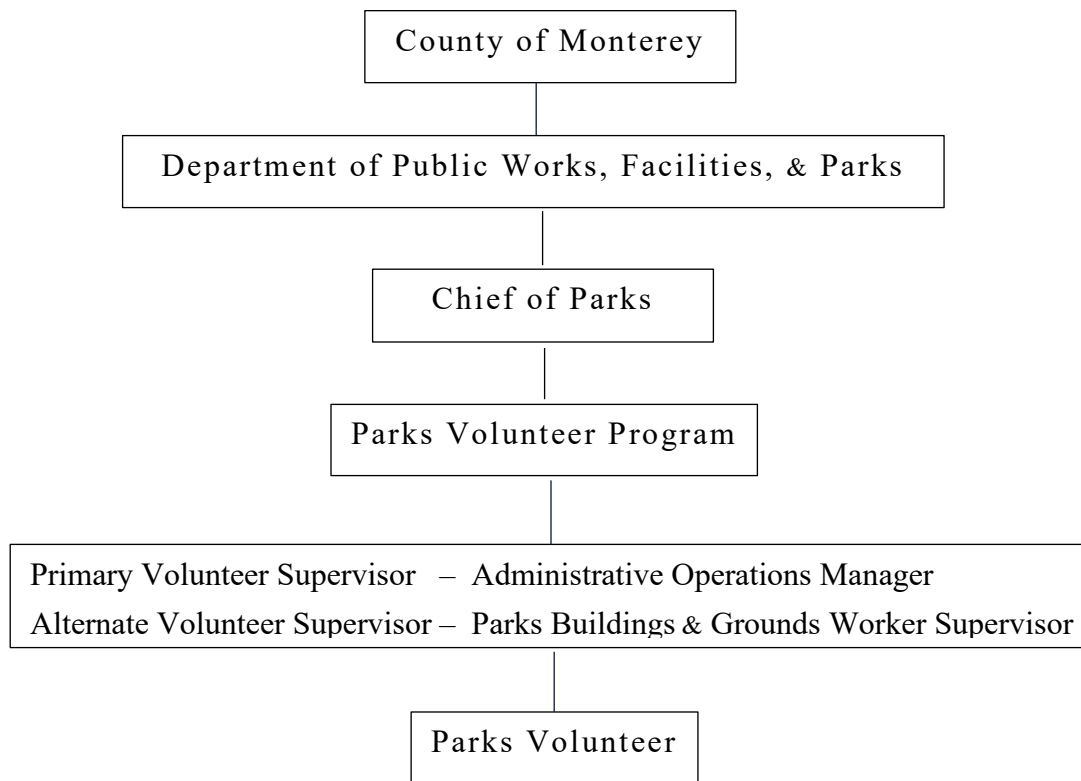 County of Monterey
Department of Public Works, Facilities, & Parks
Chief of Parks
Parks Volunteer Program
Primary Volunteer Supervisor – Administrative Operations Manager
Alternate Volunteer Supervisor – Parks Buildings & Grounds Worker Supervisor
Parks Volunteer